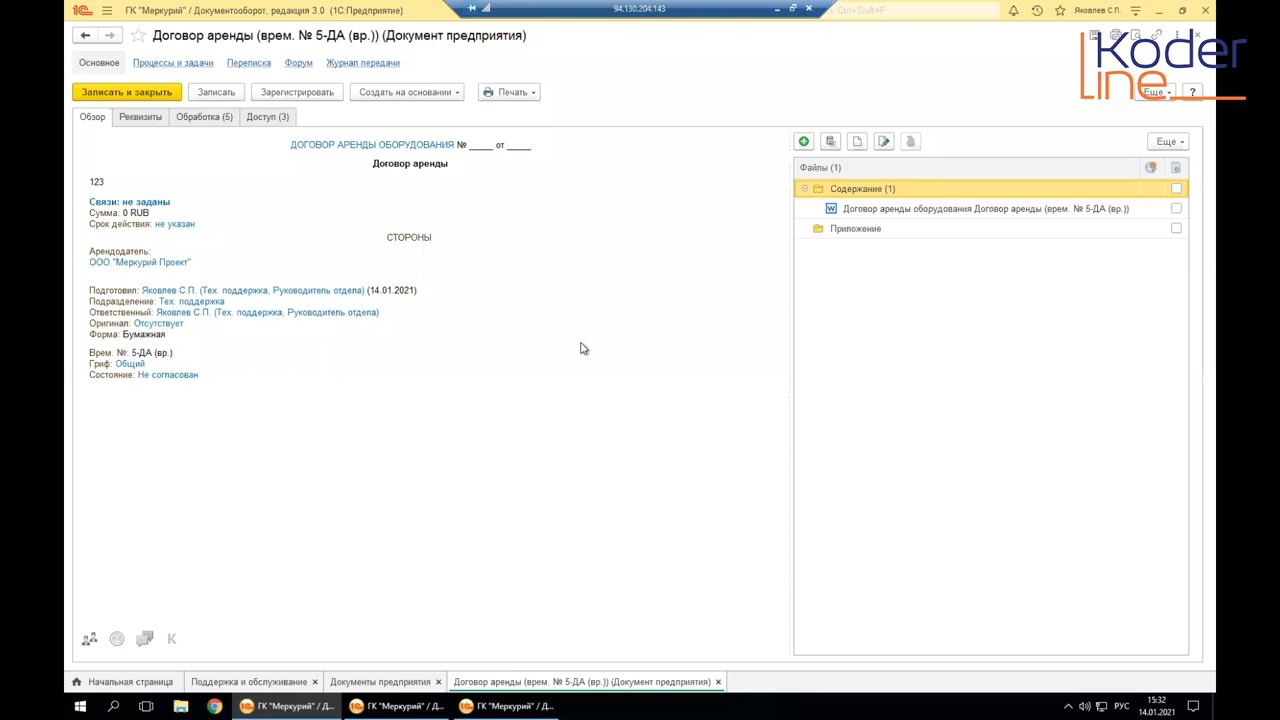 ГК "Меркурий" / Документооборот, редакция 3.0 (1С:Предприятие)
94.130.204.143
Ctrl+Shift+F
Яковлев С.П.
Договор аренды (врем. № 5-ДА (вр.)) (Документ предприятия)
Koder
line
Основное
Процессы и задачи
Переписка
Форум
Журнал передачи
Записать и закрыть
Записать
Зарегистрировать
Создать на основании
Печать
Еще
?
Обзор
Реквизиты
Обработка (5)
Доступ (3)
ДОГОВОР АРЕНДЫ ОБОРУДОВАНИЯ № _____ от _____
Договор аренды
123
Связи: не заданы
Сумма: 0 RUB
Срок действия: не указан
СТОРОНЫ
Арендодатель:
ООО "Меркурий Проект"
Подготовил: Яковлев С.П. (Тех. поддержка, Руководитель отдела) (14.01.2021)
Подразделение: Тех. поддержка
Ответственный: Яковлев С.П. (Тех. поддержка, Руководитель отдела)
Оригинал: Отсутствует
Форма: Бумажная
Врем. №: 5-ДА (вр.)
Гриф: Общий
Состояние: Не согласован
Еще
Файлы (1)
Содержание (1)
Договор аренды оборудования Договор аренды (врем. № 5-ДА (вр.))
Приложение
К
Начальная страница
Поддержка и обслуживание
Документы предприятия
Договор аренды (врем. № 5-ДА (вр.)) (Документ предприятия)
ГК "Меркурий" / Д...
ГК "Меркурий" / Д...
ГК "Меркурий" / Д...
РУС
15:32
14.01.2021